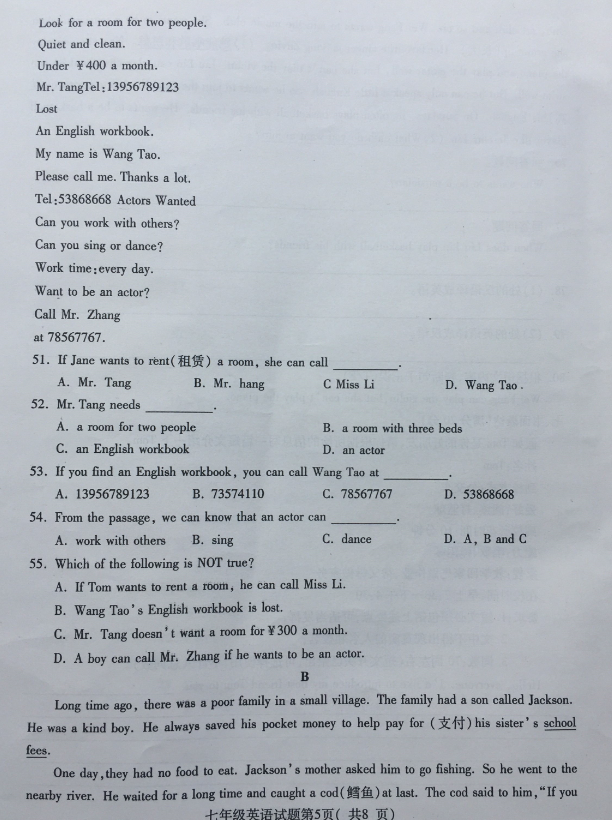 Look for a room for two people.
Quiet and clean.
Under ¥400 a month.
Mr. TangTel:13956789123
Lost
An English workbook.
My name is Wang Tao.
Please call me. Thanks a lot.
Tel:53868668 Actors Wanted
Can you work with others?
Can you sing or dance?
Work time:every day.
Want to be an actor?
Call Mr. Zhang
at 78567767.
51. If Jane wants to rent(租赁) a room, she can call ________.
A. Mr. Tang B. Mr. hang C Miss Li D. Wang Tao .
52. Mr. Tang needs ________.
A. a room for two people B. a room with three beds
C. an English workbook D. an actor
53. If you find an English workbook, you can call Wang Tao at ________.
A. 13956789123 B. 73574110 C. 78567767 D. 53868668
54. From the passage, we can know that an actor can ________.
A. work with others B. sing C. dance D. A, B and C
55. Which of the following is NOT true?
A. If Tom wants to rent a room, he can call Miss Li.
B. Wang Tao's English workbook is lost.
C. Mr. Tang doesn't want a room for ¥300 a month.
D. A boy can call Mr. Zhang if he wants to be an actor.
B
Long time ago, there was a poor family in a small village. The family had a son called Jackson.
He was a kind boy. He always saved his pocket money to help pay for (支付) his sister's school
fees.
One day,they had no food to eat. Jackson's mother asked him to go fishing. So he went to the
nearby river. He waited for a long time and caught a cod(鳕鱼)at last. The cod said to him,"If you
七年级英语试题第5页( 共8 页)